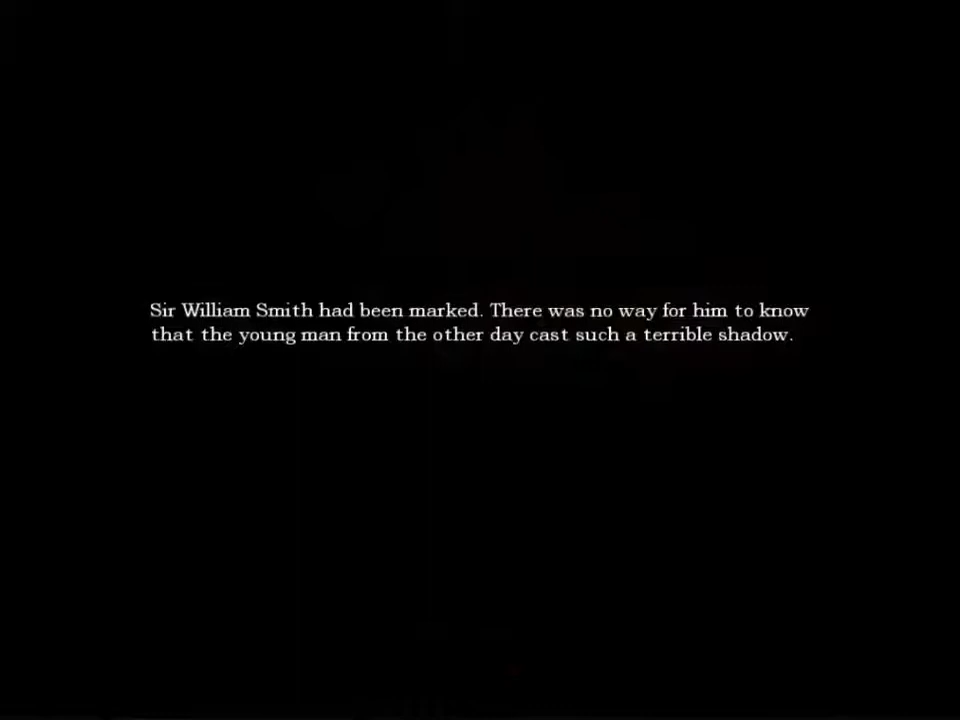 Sir William Smith had been marked. There was no way for him to know
that the young man from the other day cast such a terrible shadow.